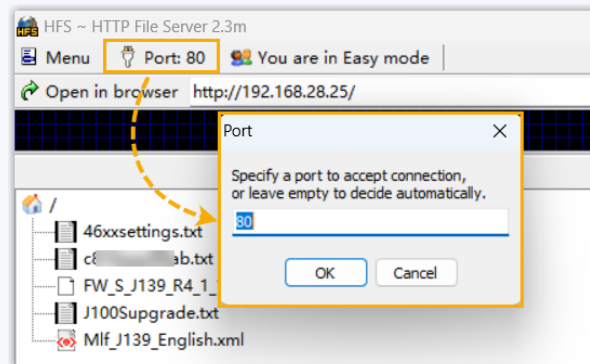 HFS ~ HTTP File Server 2.3m
Menu Port: 80 You are in Easy mode
Open in browser http://192.168.28.25/
Port
Specify a port to accept connection,
or leave empty to decide automatically.
80
OK Cancel
/
46xxsettings.txt
ab.txt
FW_S_J139_R4_1_
J100Supgrade.txt
Mlf_J139_English.xml